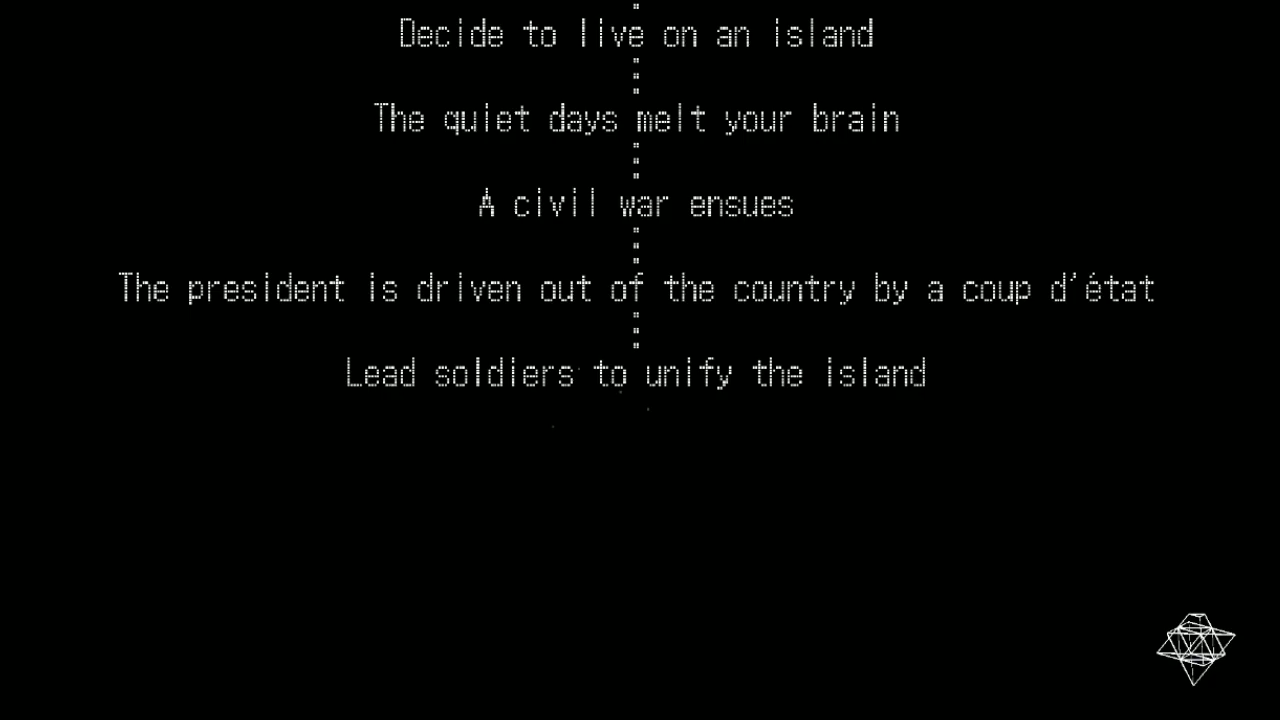 Decide to live on an island
The quiet days melt your brain
A civil war ensues
The president is driven out of the country by a coup d'état
Lead soldiers to unify the island